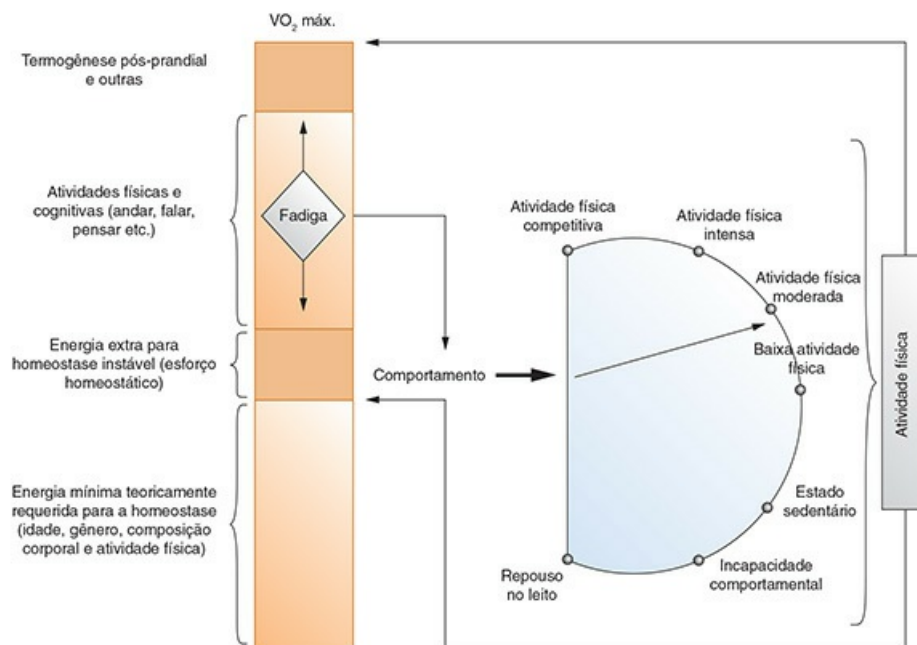 VO₂ máx.
Termogênese pós-prandial
e outras
Atividades físicas e
cognitivas (andar, falar,
pensar etc.)
Fadiga
Energia extra para
homeostase instável (esforço
homeostático)
Energia mínima teoricamente
requerida para a homeostase
(idade, gênero, composição
corporal e atividade física)
Comportamento
Atividade física
competitiva
Atividade física
intensa
Atividade física
moderada
Baixa atividade
física
Estado
sedentário
Incapacidade
comportamental
Repouso
no leito
Atividade física